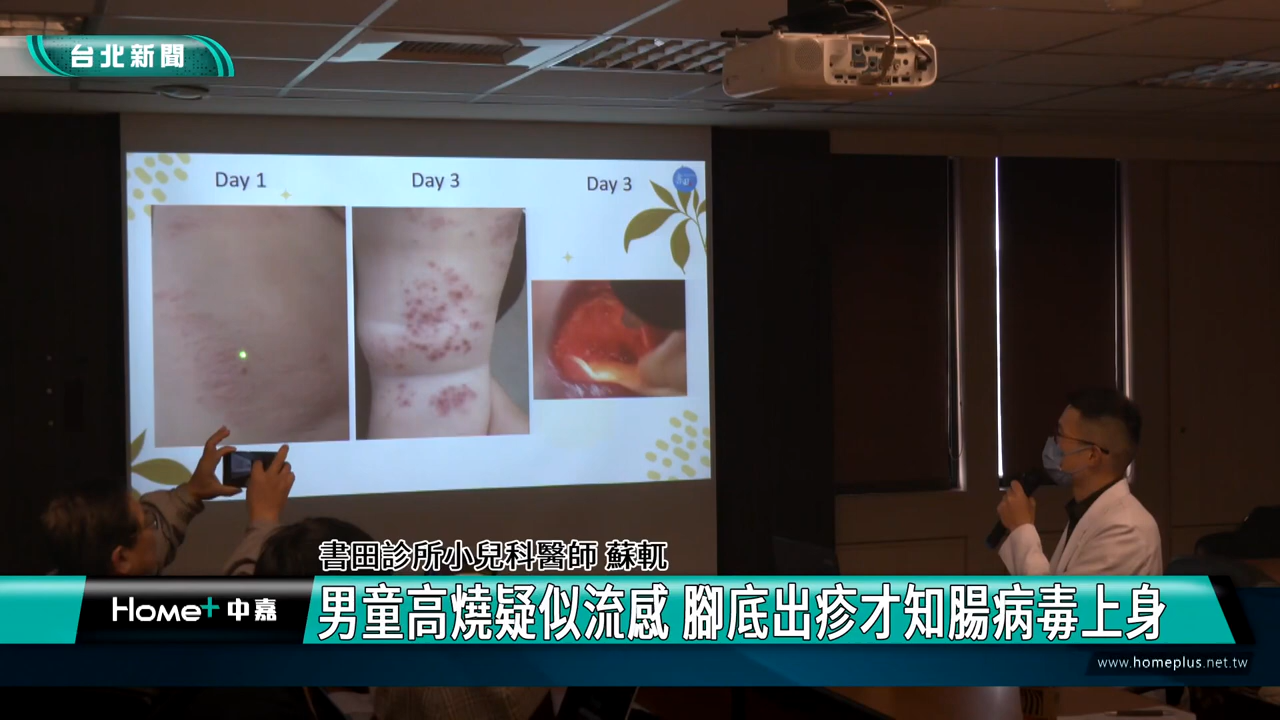 台北新聞
Day 1
Day 3
Day 3
書田診所小兒科醫師 蘇軏
Home+ 中嘉
男童高燒疑似流感 腳底出疹才知腸病毒上身
www.homeplus.net.tw